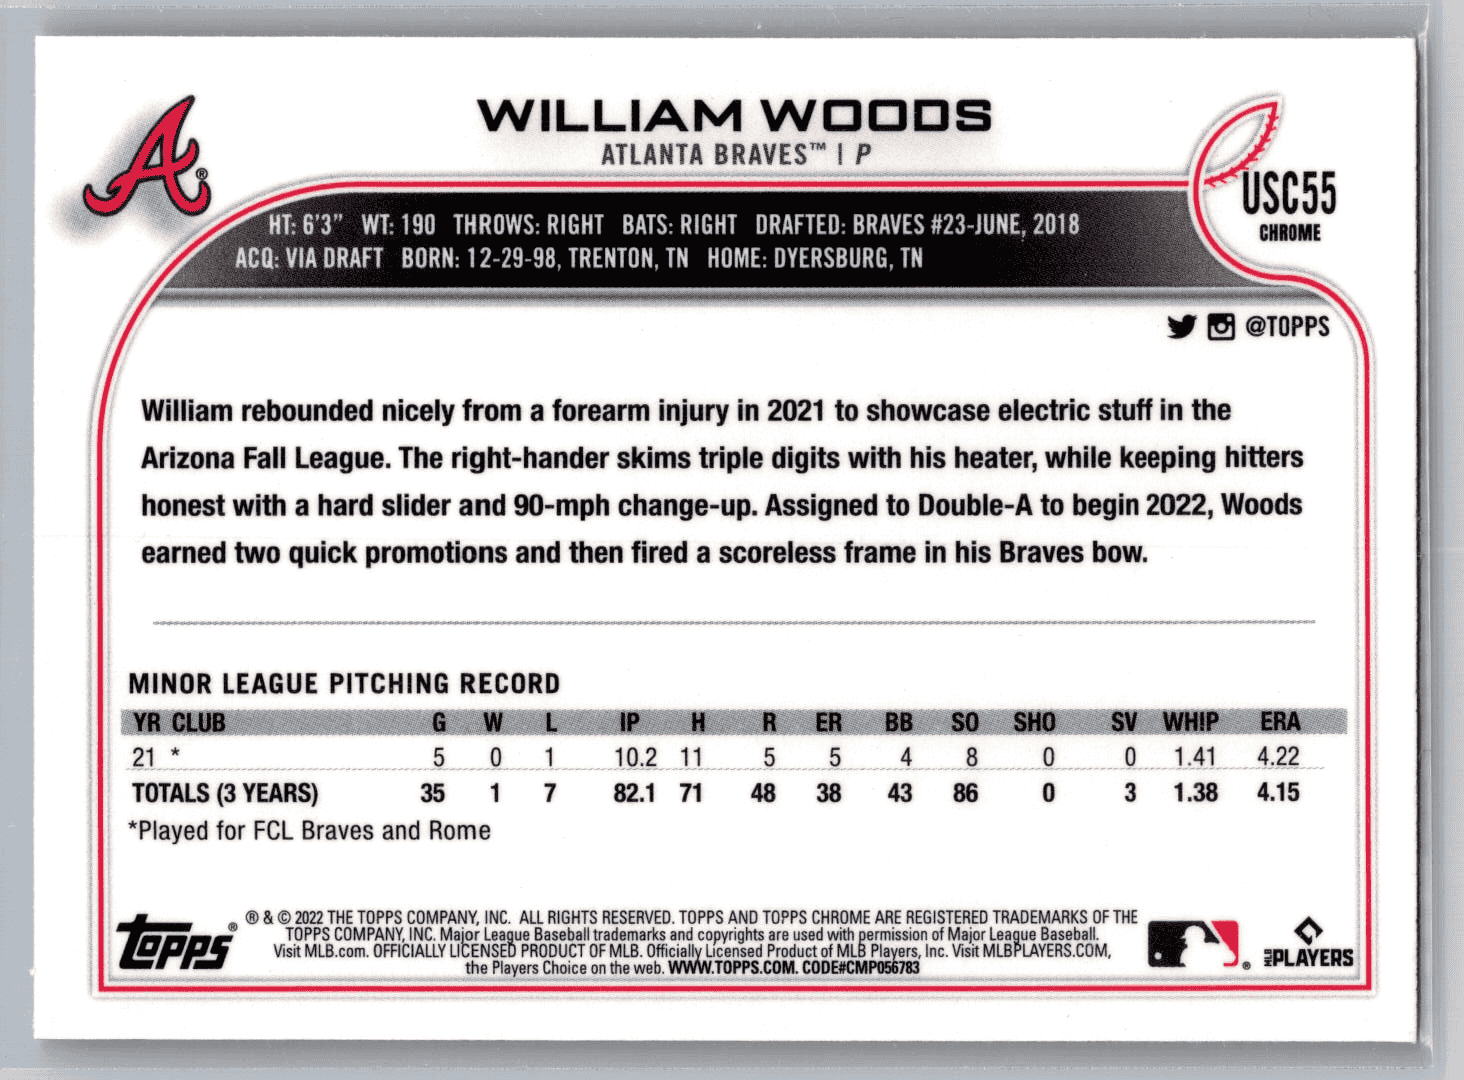 WILLIAM WOODS
ATLANTA BRAVES™ | P
USC55
CHROME
HT: 6'3" WT: 190 THROWS: RIGHT BATS: RIGHT DRAFTED: BRAVES #23-JUNE, 2018
ACQ: VIA DRAFT BORN: 12-29-98, TRENTON, TN HOME: DYERSBURG, TN
@TOPPS
William rebounded nicely from a forearm injury in 2021 to showcase electric stuff in the
Arizona Fall League. The right-hander skims triple digits with his heater, while keeping hitters
honest with a hard slider and 90-mph change-up. Assigned to Double-A to begin 2022, Woods
earned two quick promotions and then fired a scoreless frame in his Braves bow.
MINOR LEAGUE PITCHING RECORD
YR CLUB G W L IP H R ER BB SO SHO SV WHIP ERA
21 * 5 0 1 10.2 11 5 5 4 8 0 0 1.41 4.22
TOTALS (3 YEARS) 35 1 7 82.1 71 48 38 43 86 0 3 1.38 4.15
*Played for FCL Braves and Rome
TOPPS®
® & © 2022 THE TOPPS COMPANY, INC. ALL RIGHTS RESERVED. TOPPS AND TOPPS CHROME ARE REGISTERED TRADEMARKS OF THE
TOPPS COMPANY, INC. Major League Baseball trademarks and copyrights are used with permission of Major League Baseball.
Visit MLB.com. OFFICIALLY LICENSED PRODUCT OF MLB. Officially Licensed Product of MLB Players, Inc. Visit MLBPLAYERS.COM,
the Players Choice on the web. WWW.TOPPS.COM. CODE#CMP056783
MLB PLAYERS